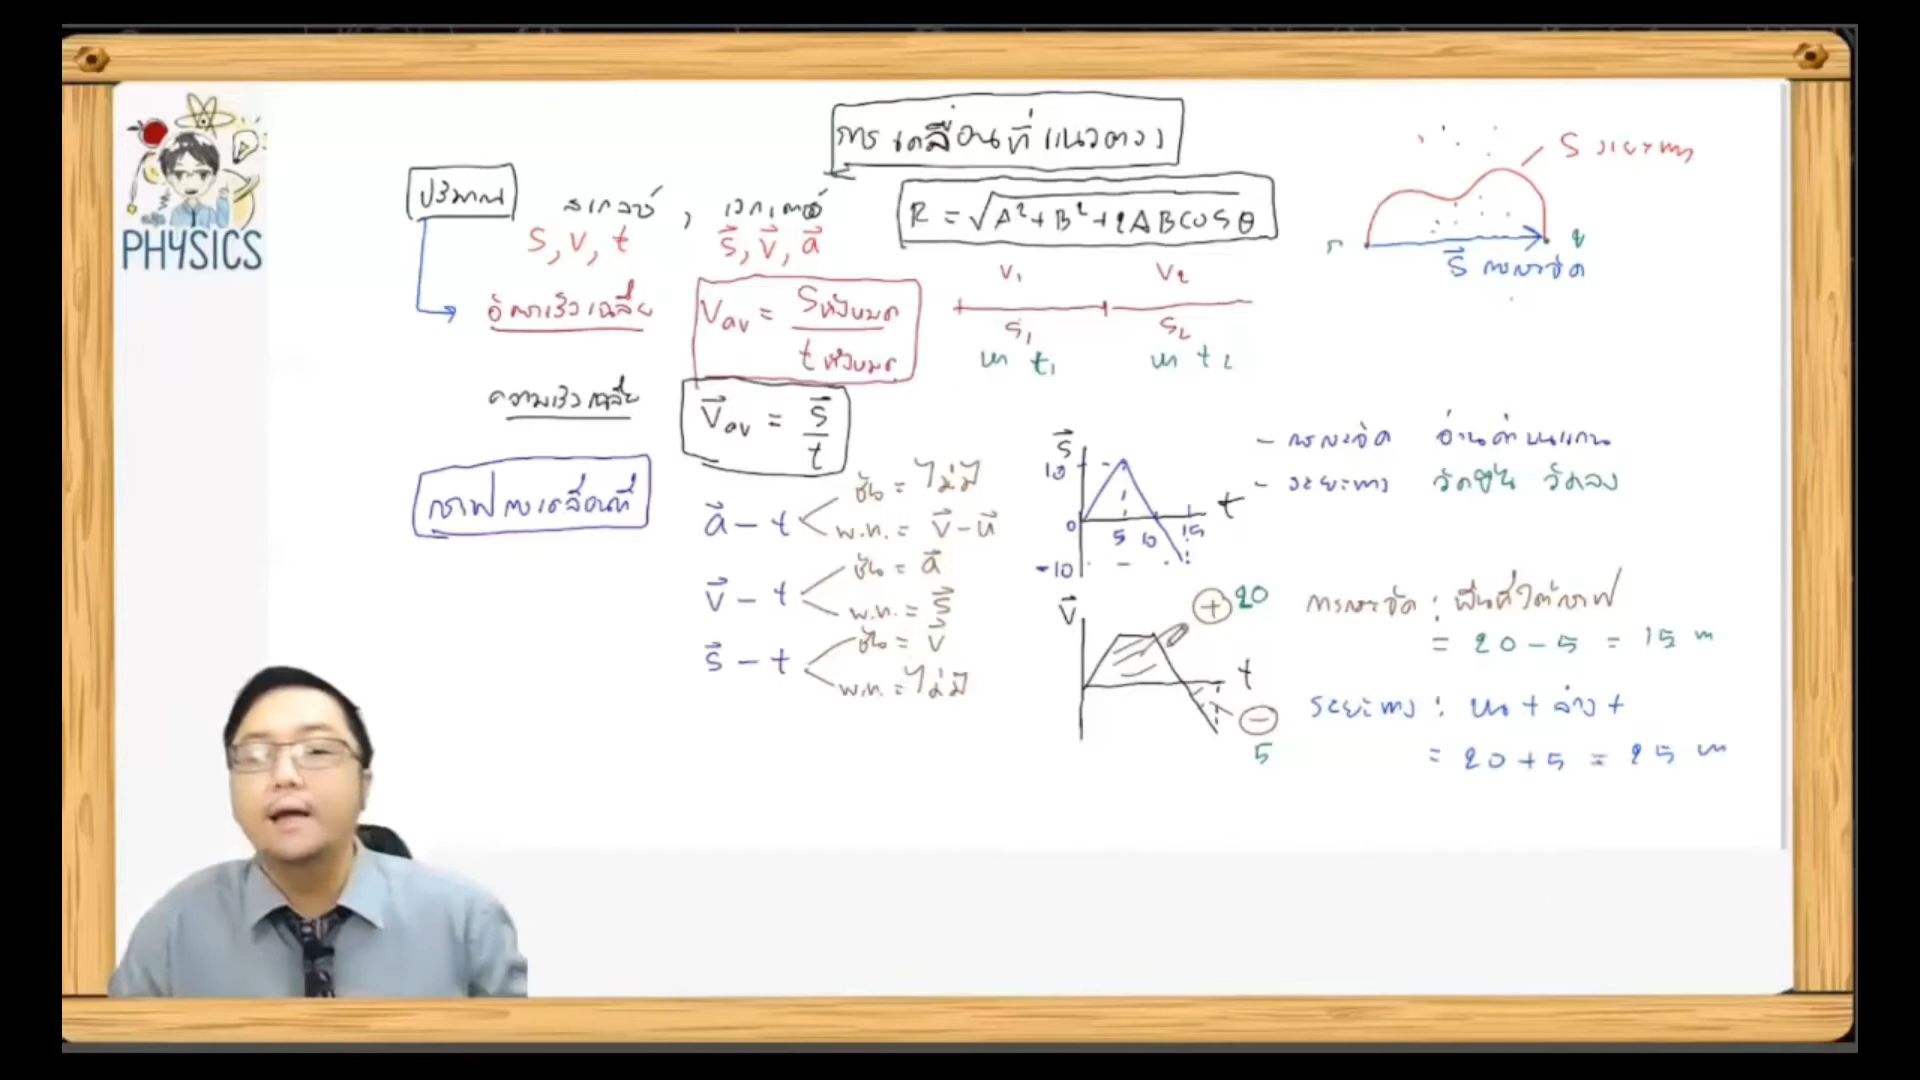 การเคลื่อนที่แนวตรง
PHYSICS
ปริมาณ สเกลาร์ , เวกเตอร์
S, v, t
s⃗, v⃗, a⃗
R = √A²+B²+2ABcosθ
S ระยะทาง
s⃗ การกระจัด
อัตราเร็วเฉลี่ย
Vav = Sทั้งหมด / tทั้งหมด
V₁ V₂
S₁ S₂
หา t₁ หา t₂
ความเร็วเฉลี่ย
V⃗av = s⃗ / t
กราฟการเคลื่อนที่
a⃗ – t
ชัน = ไม่มี
พ.ท. = v⃗ – u⃗
v⃗ – t
ชัน = a⃗
พ.ท. = s⃗
s⃗ – t
ชัน = v⃗
พ.ท. = ไม่มี
s⃗
10
0
5 10 15
-10
t
- การกระจัด อ่านค่าบนแกน
- ระยะทาง วัดขึ้น วัดลง
v⃗
+ 20
t
−
5
การกระจัด : พื้นที่ใต้กราฟ
= 20 – 5 = 15 m
ระยะทาง : บน + ล่าง +
= 20 + 5 = 25 m